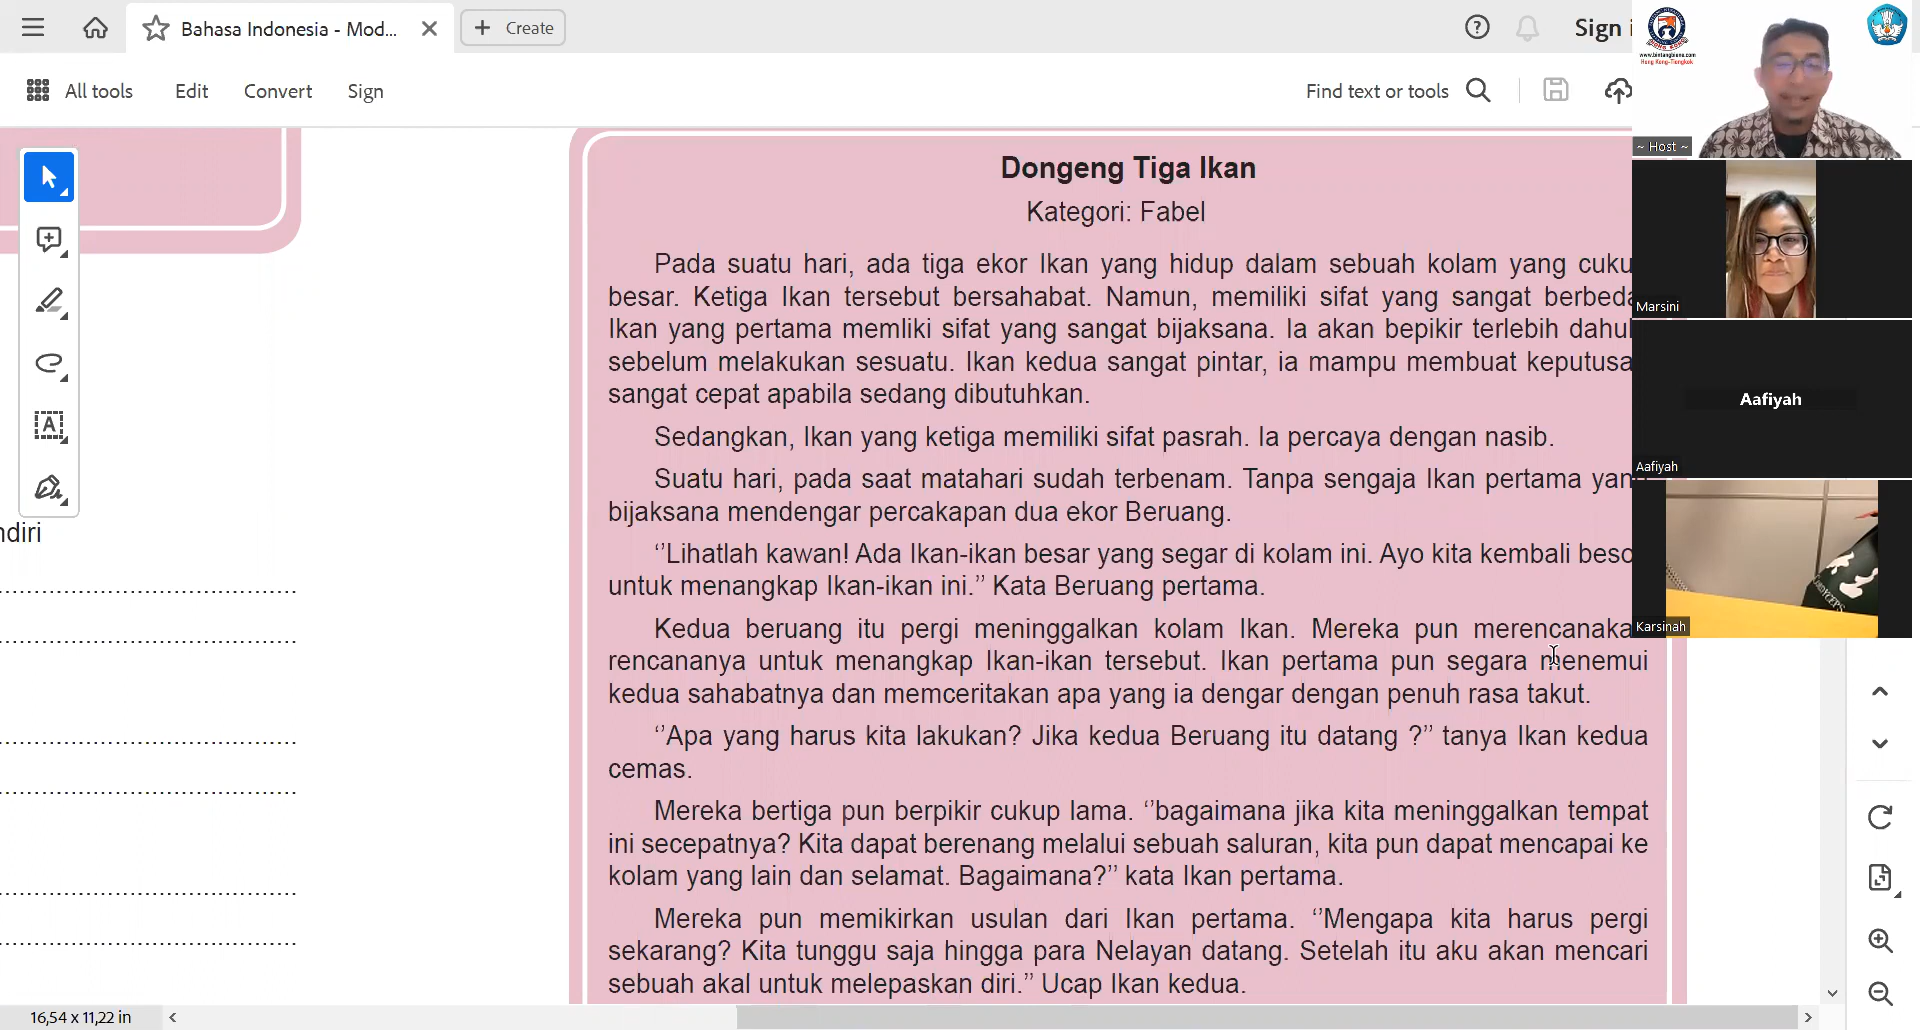 Bahasa Indonesia - Mod...
Create
Sign
All tools
Edit
Convert
Sign
Find text or tools
www.bintangbiona.com
Hong Kong-Tiongkok
~ Host ~
Marsini
Aafiyah
Aafiyah
Karsinah
ndiri
Dongeng Tiga Ikan
Kategori: Fabel
Pada suatu hari, ada tiga ekor Ikan yang hidup dalam sebuah kolam yang cuku
besar. Ketiga Ikan tersebut bersahabat. Namun, memiliki sifat yang sangat berbeda
Ikan yang pertama memliki sifat yang sangat bijaksana. Ia akan bepikir terlebih dahul
sebelum melakukan sesuatu. Ikan kedua sangat pintar, ia mampu membuat keputusa
sangat cepat apabila sedang dibutuhkan.
Sedangkan, Ikan yang ketiga memiliki sifat pasrah. Ia percaya dengan nasib.
Suatu hari, pada saat matahari sudah terbenam. Tanpa sengaja Ikan pertama yan
bijaksana mendengar percakapan dua ekor Beruang.
‘’Lihatlah kawan! Ada Ikan-ikan besar yang segar di kolam ini. Ayo kita kembali beso
untuk menangkap Ikan-ikan ini.’’ Kata Beruang pertama.
Kedua beruang itu pergi meninggalkan kolam Ikan. Mereka pun merencanaka
rencananya untuk menangkap Ikan-ikan tersebut. Ikan pertama pun segara menemui
kedua sahabatnya dan memceritakan apa yang ia dengar dengan penuh rasa takut.
‘’Apa yang harus kita lakukan? Jika kedua Beruang itu datang ?’’ tanya Ikan kedua
cemas.
Mereka bertiga pun berpikir cukup lama. ‘’bagaimana jika kita meninggalkan tempat
ini secepatnya? Kita dapat berenang melalui sebuah saluran, kita pun dapat mencapai ke
kolam yang lain dan selamat. Bagaimana?’’ kata Ikan pertama.
Mereka pun memikirkan usulan dari Ikan pertama. ‘’Mengapa kita harus pergi
sekarang? Kita tunggu saja hingga para Nelayan datang. Setelah itu aku akan mencari
sebuah akal untuk melepaskan diri.’’ Ucap Ikan kedua.
16,54 x 11,22 in